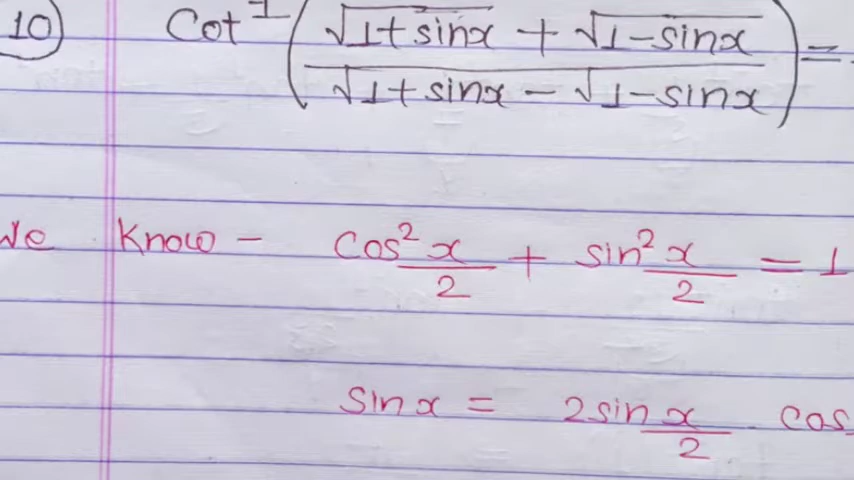 10) Cot⁻¹ ( (√1+sinx + √1-sinx) / (√1+sinx - √1-sinx) ) =
We Know - Cos² x/2 + sin² x/2 = 1
Sin x = 2sin x/2 cos